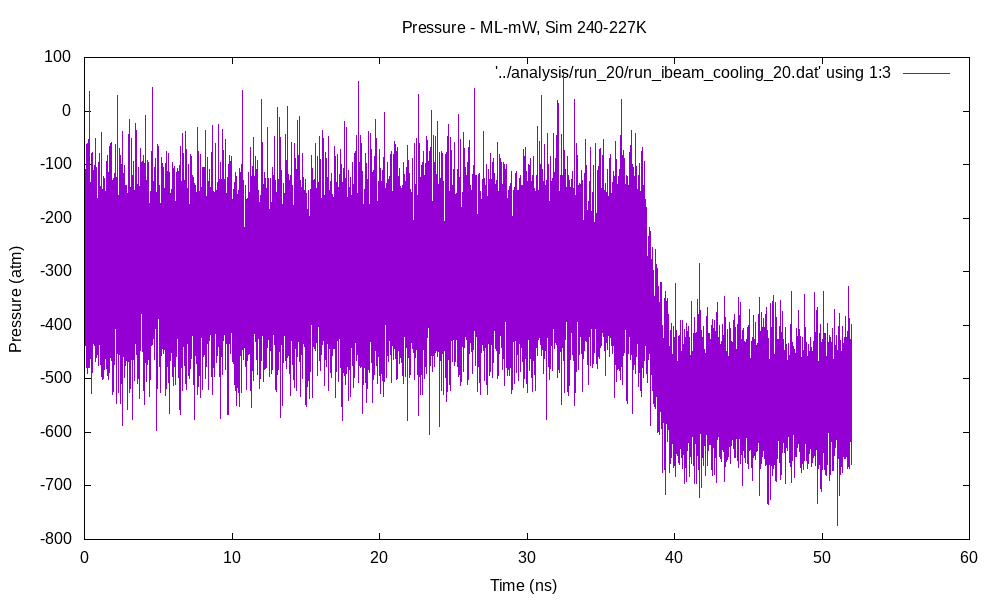 Pressure - ML-mW, Sim 240-227K
100
'../analysis/run_20/run_ibeam_cooling_20.dat' using 1:3
0
-100
-200
-300
-400
-500
-600
-700
-800
Pressure (atm)
0 10 20 30 40 50 60
Time (ns)